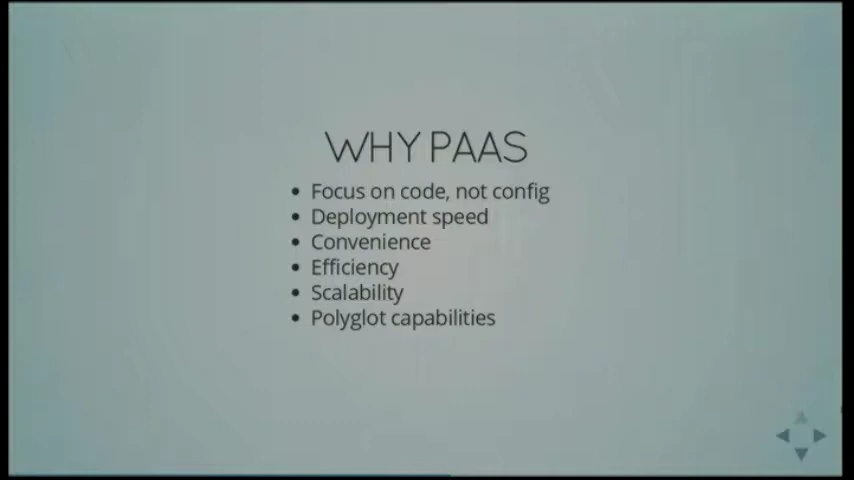 WHY PAAS
Focus on code, not config
Deployment speed
Convenience
Efficiency
Scalability
Polyglot capabilities